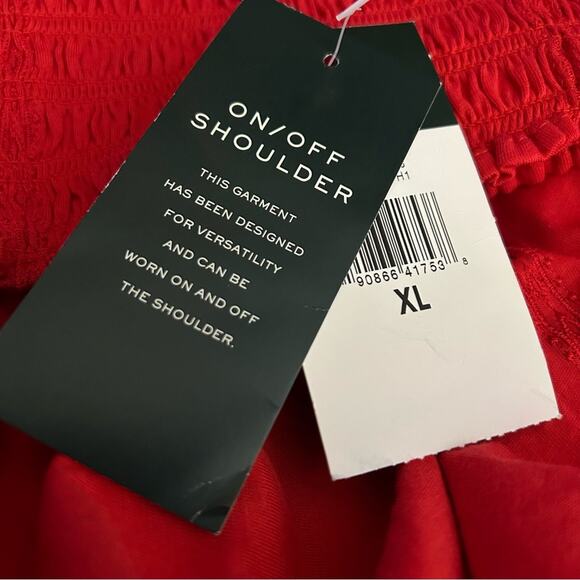 ON/OFF
SHOULDER
THIS GARMENT
HAS BEEN DESIGNED
FOR VERSATILITY
AND CAN BE
WORN ON AND OFF
THE SHOULDER.
H1
90866 41753 8
XL